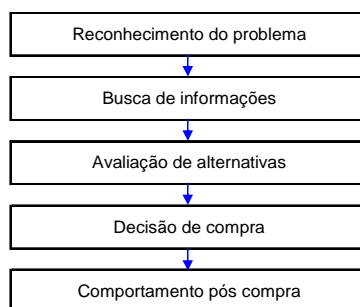 Reconhecimento do problema
Busca de informações
Avaliação de alternativas
Decisão de compra
Comportamento pós compra